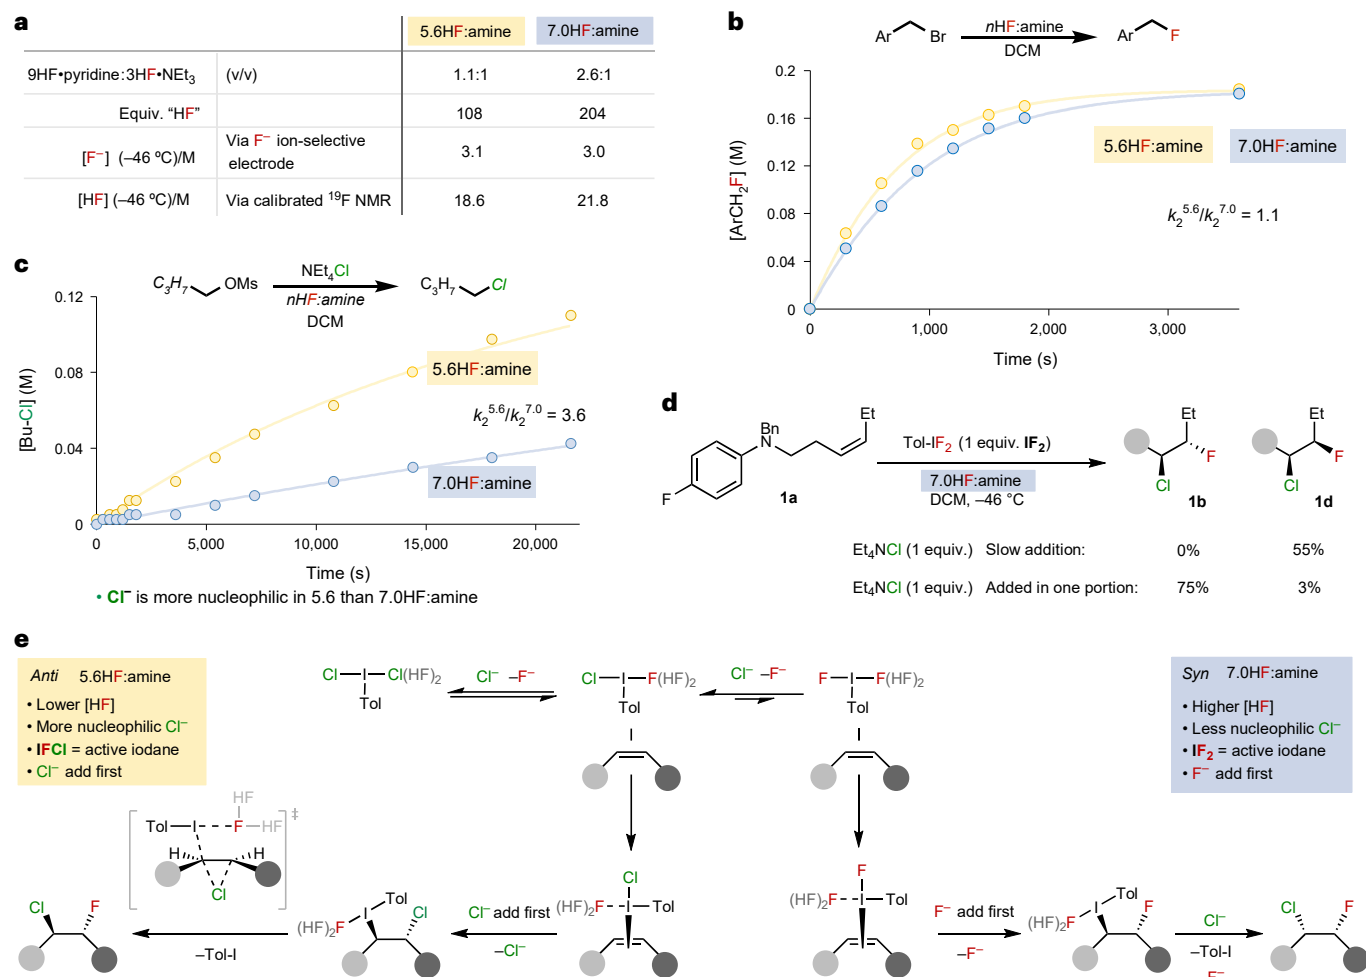 a
5.6HF:amine
7.0HF:amine
9HF•pyridine:3HF•NEt3
(v/v)
1.1:1
2.6:1
Equiv. “HF”
108
204
[F–] (–46 ºC)/M
Via F– ion-selective
electrode
3.1
3.0
[HF] (–46 ºC)/M
Via calibrated 19F NMR
18.6
21.8
b
Ar
Br
nHF:amine
DCM
Ar
F
0.2
0.16
0.12
0.08
0.04
0
[ArCH2F] (M)
5.6HF:amine
7.0HF:amine
k2^5.6/k2^7.0 = 1.1
0
1,000
2,000
3,000
Time (s)
c
C3H7
OMs
NEt4Cl
nHF:amine
DCM
C3H7
Cl
0.12
0.08
0.04
0
[Bu-Cl] (M)
5.6HF:amine
k2^5.6/k2^7.0 = 3.6
7.0HF:amine
0
5,000
10,000
15,000
20,000
Time (s)
• Cl– is more nucleophilic in 5.6 than 7.0HF:amine
d
Bn
N
Et
F
1a
Tol-IF2 (1 equiv. IF2)
7.0HF:amine
DCM, –46 °C
Et
F
Cl
1b
Et
F
Cl
1d
Et4NCl (1 equiv.) Slow addition:
0%
55%
Et4NCl (1 equiv.) Added in one portion:
75%
3%
e
Anti 5.6HF:amine
• Lower [HF]
• More nucleophilic Cl–
• IFCl = active iodane
• Cl– add first
Cl
I
Cl(HF)2
Tol
Cl– –F–
Cl
I
F(HF)2
Tol
Cl– –F–
F
I
F(HF)2
Tol
Syn 7.0HF:amine
• Higher [HF]
• Less nucleophilic Cl–
• IF2 = active iodane
• F– add first
HF
Tol
I
F
HF
‡
H
H
Cl
Cl
F
–Tol-I
Tol
I
(HF)2F
Cl
Cl– add first
–Cl–
Cl
(HF)2F
I
Tol
F
(HF)2F
I
Tol
F– add first
–F–
Tol
I
(HF)2F
F
Cl–
–Tol-I
F–
Cl
F